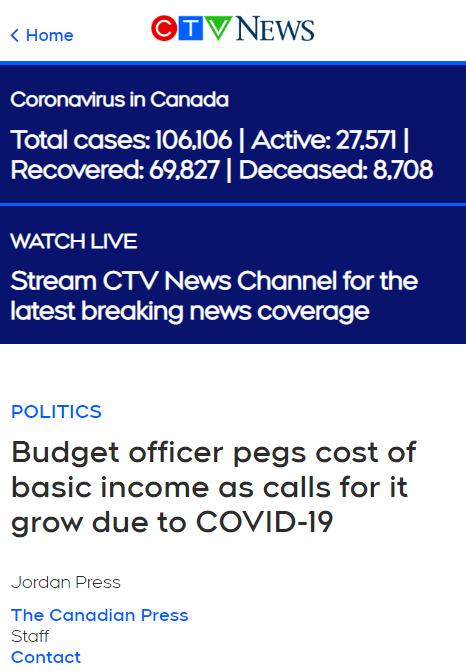 Home
CTV NEWS
Coronavirus in Canada
Total cases: 106,106 | Active: 27,571 |
Recovered: 69,827 | Deceased: 8,708
WATCH LIVE
Stream CTV News Channel for the
latest breaking news coverage
POLITICS
Budget officer pegs cost of
basic income as calls for it
grow due to COVID-19
Jordan Press
The Canadian Press
Staff
Contact